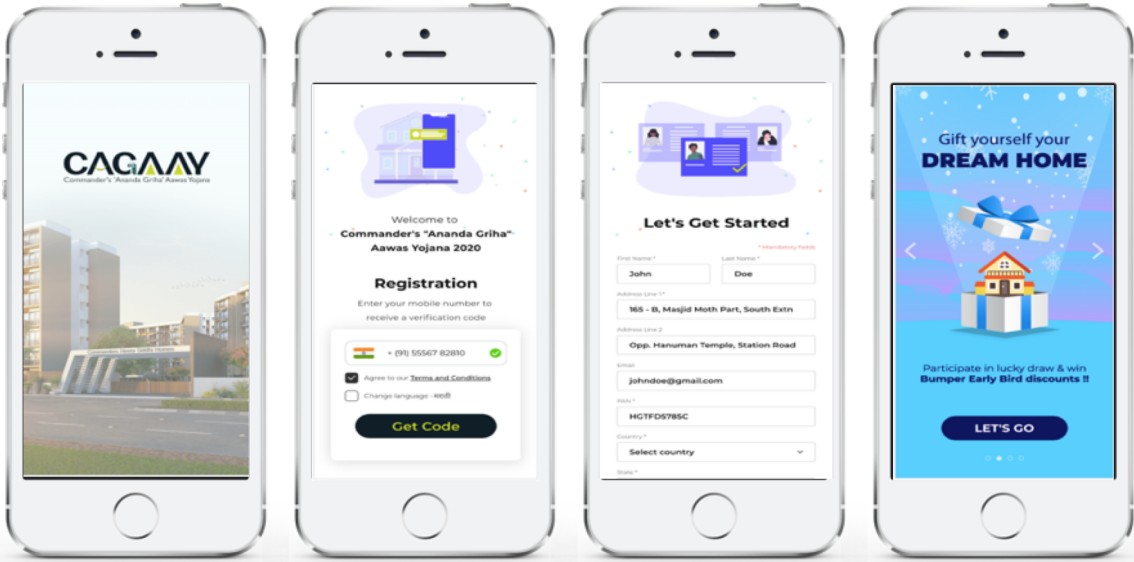 CAGAAY
Commander's 'Ananda Griha' Aawas Yojana
Welcome to
Commander's "Ananda Griha"
Aawas Yojana 2020
Registration
Enter your mobile number to
receive a verification code
+ (91) 55567 82810
Agree to our Terms and Conditions
Change language - मराठी
Get Code
Let's Get Started
* Mandatory fields
First Name *
Last Name *
John
Doe
Address Line 1*
165 - B, Masjid Moth Part, South Extn
Address Line 2
Opp. Hanuman Temple, Station Road
Email
johndoe@gmail.com
PAN *
HGTFD5785C
Country *
Select country
State *
Gift yourself your
DREAM HOME
Participate in lucky draw & win
Bumper Early Bird discounts !!
LET'S GO